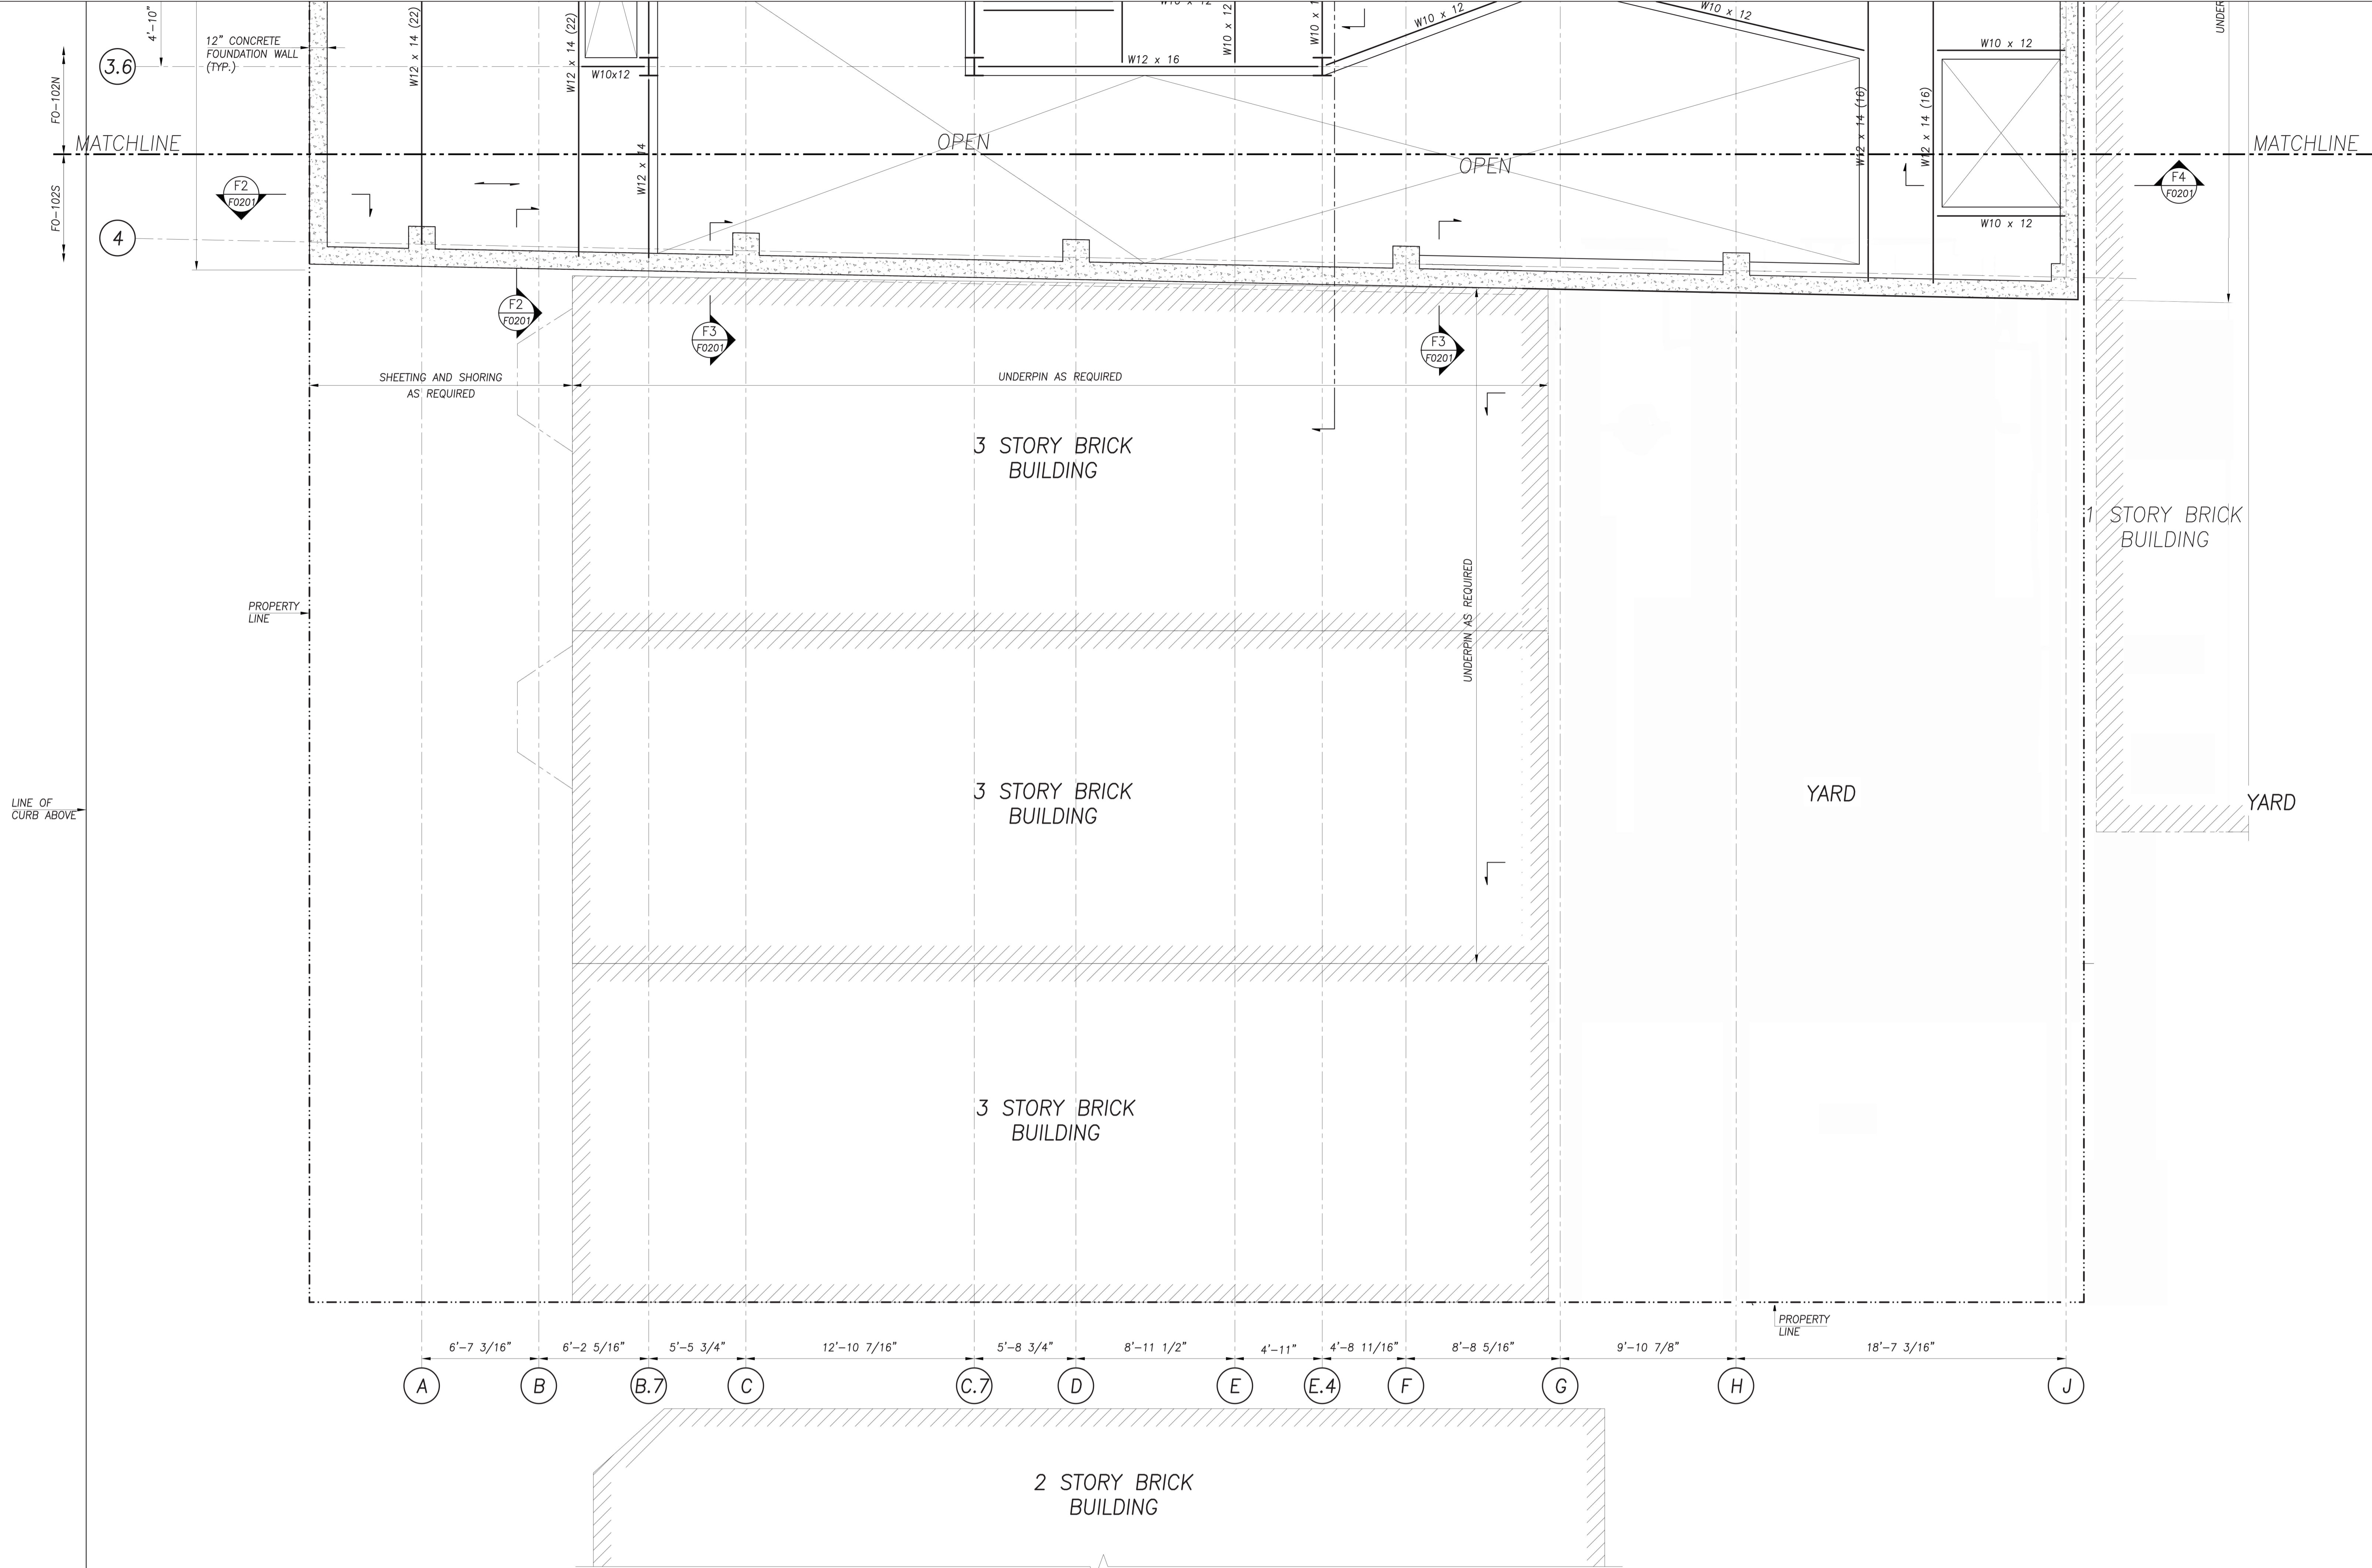 4'-10"
12" CONCRETE
FOUNDATION WALL
(TYP.)
3.6
FO-102N
MATCHLINE
FO-102S
4
F2
F0201
W12 x 14 (22)
W12 x 14 (22)
W10x12
W12 x 14
W12 x 16
W10 x 12
W10 x 12
W10 x 12
W10 x 12
OPEN
OPEN
W12 x 14 (16)
W12 x 14 (16)
W10 x 12
W10 x 12
MATCHLINE
F4
F0201
F2
F0201
F3
F0201
F3
F0201
SHEETING AND SHORING
AS REQUIRED
UNDERPIN AS REQUIRED
3 STORY BRICK
BUILDING
UNDERPIN AS REQUIRED
1 STORY BRICK
BUILDING
PROPERTY
LINE
LINE OF
CURB ABOVE
3 STORY BRICK
BUILDING
YARD
YARD
3 STORY BRICK
BUILDING
PROPERTY
LINE
6'-7 3/16"
6'-2 5/16"
5'-5 3/4"
12'-10 7/16"
5'-8 3/4"
8'-11 1/2"
4'-11"
4'-8 11/16"
8'-8 5/16"
9'-10 7/8"
18'-7 3/16"
A
B
B.7
C
C.7
D
E
E.4
F
G
H
J
2 STORY BRICK
BUILDING